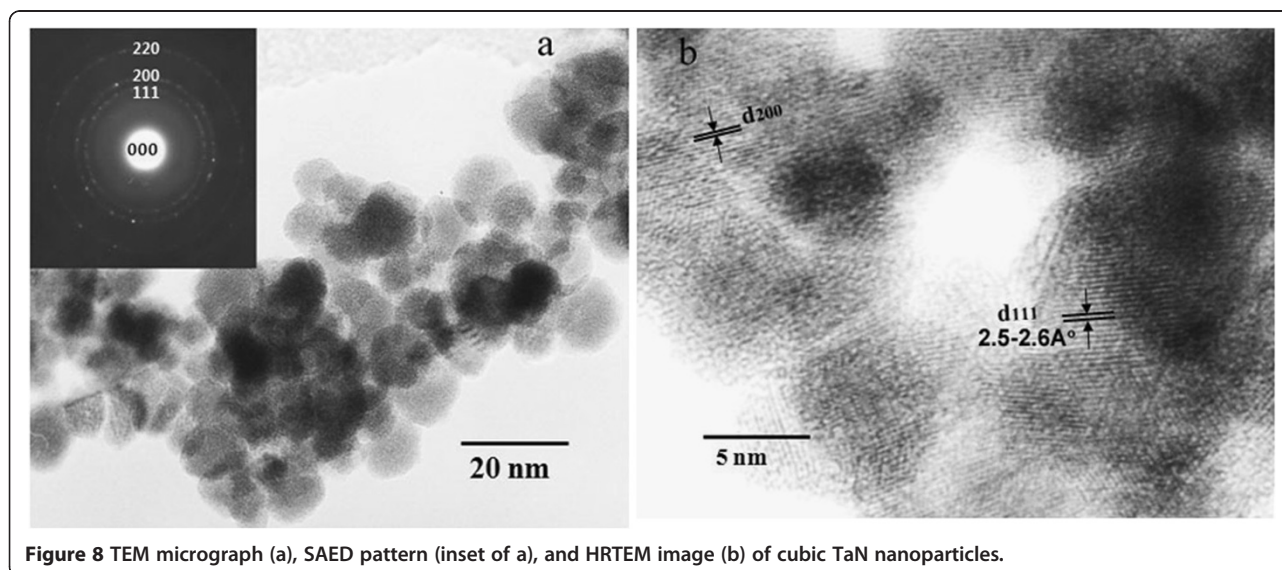 a
220
200
111
000
20 nm
b
d200
d111
2.5-2.6A°
5 nm
Figure 8 TEM micrograph (a), SAED pattern (inset of a), and HRTEM image (b) of cubic TaN nanoparticles.